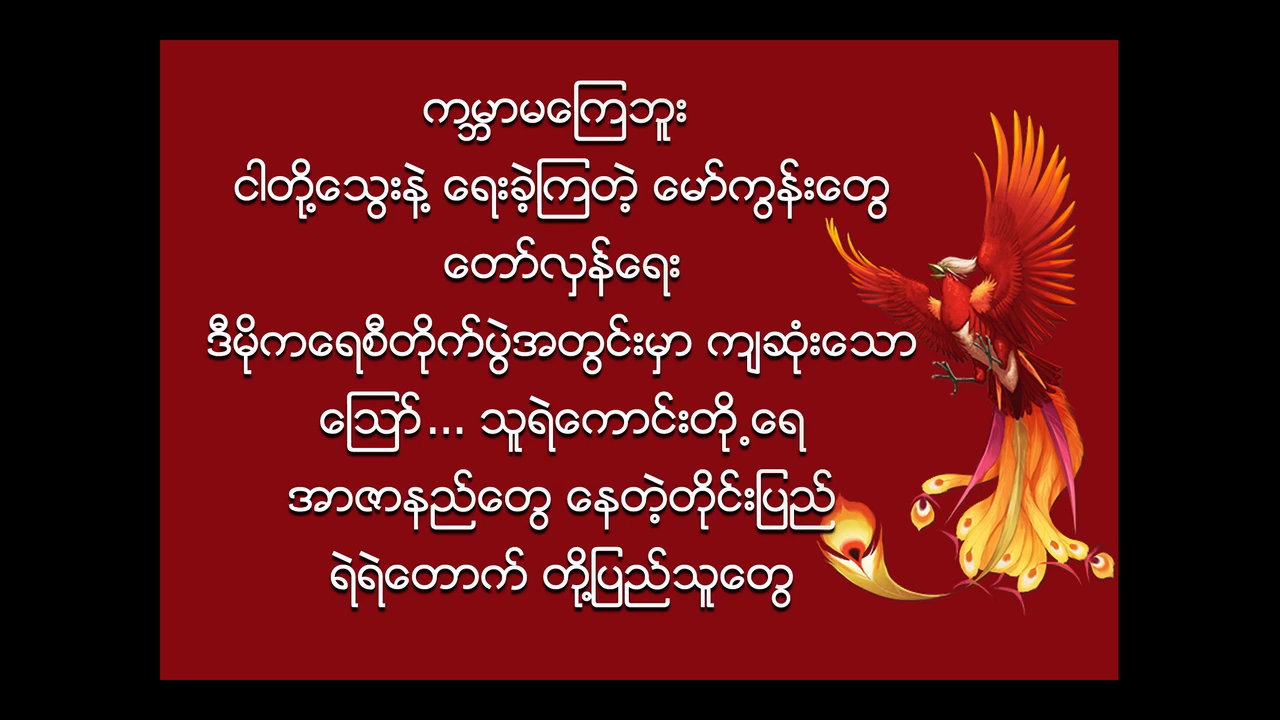 ကမ္ဘာမကြေဘူး
ငါတို့သွေးနဲ့ ရေးခဲ့ကြတဲ့ မော်ကွန်းတွေ
တော်လှန်ရေး
ဒီမိုကရေစီတိုက်ပွဲအတွင်းမှာ ကျဆုံးသော
ဩော်... သူရဲကောင်းတို့ရေ
အာဇာနည်တွေ နေတဲ့တိုင်းပြည်
ရဲရဲတောက် တို့ပြည်သူတွေ